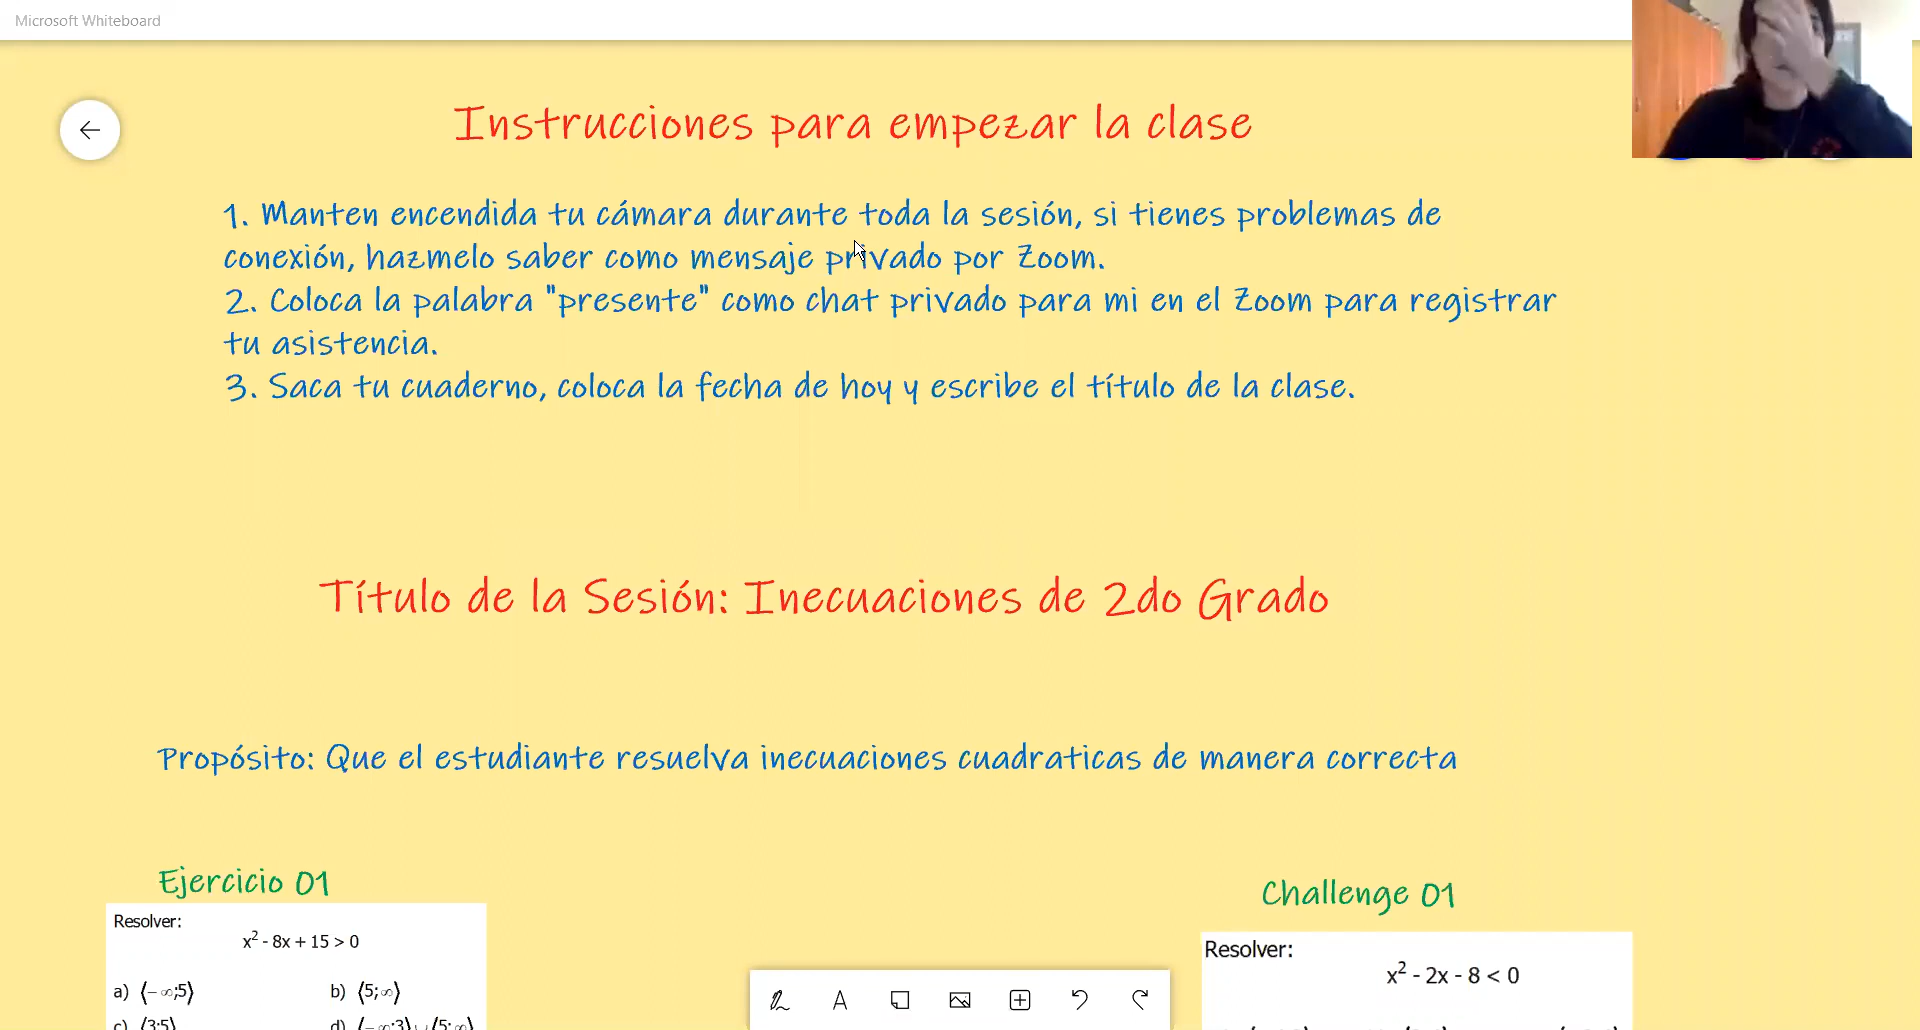 Microsoft Whiteboard
Instrucciones para empezar la clase
1. Manten encendida tu cámara durante toda la sesión, si tienes problemas de
conexión, hazmelo saber como mensaje privado por Zoom.
2. Coloca la palabra "presente" como chat privado para mi en el Zoom para registrar
tu asistencia.
3. Saca tu cuaderno, coloca la fecha de hoy y escribe el título de la clase.
Título de la Sesión: Inecuaciones de 2do Grado
Propósito: Que el estudiante resuelva inecuaciones cuadraticas de manera correcta
Ejercicio 01
Resolver:
x² - 8x + 15 > 0
a) ⟨-∞;5⟩ b) ⟨5;∞⟩
c) ⟨3;5⟩ d) ⟨-∞;3⟩∪⟨5;∞⟩
Challenge 01
Resolver:
x² - 2x - 8 < 0